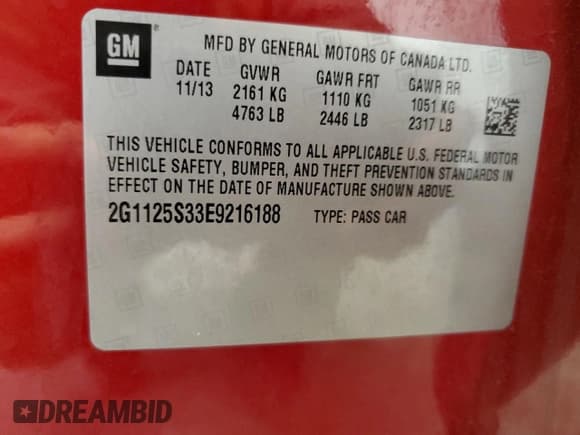 GM
MFD BY GENERAL MOTORS OF CANADA LTD.
DATE GVWR GAWR FRT GAWR RR
11/13 2161 KG 1110 KG 1051 KG
4763 LB 2446 LB 2317 LB
THIS VEHICLE CONFORMS TO ALL APPLICABLE U.S. FEDERAL MOTOR
VEHICLE SAFETY, BUMPER, AND THEFT PREVENTION STANDARDS IN
EFFECT ON THE DATE OF MANUFACTURE SHOWN ABOVE.
2G1125S33E9216188 TYPE: PASS CAR
DREAMBID